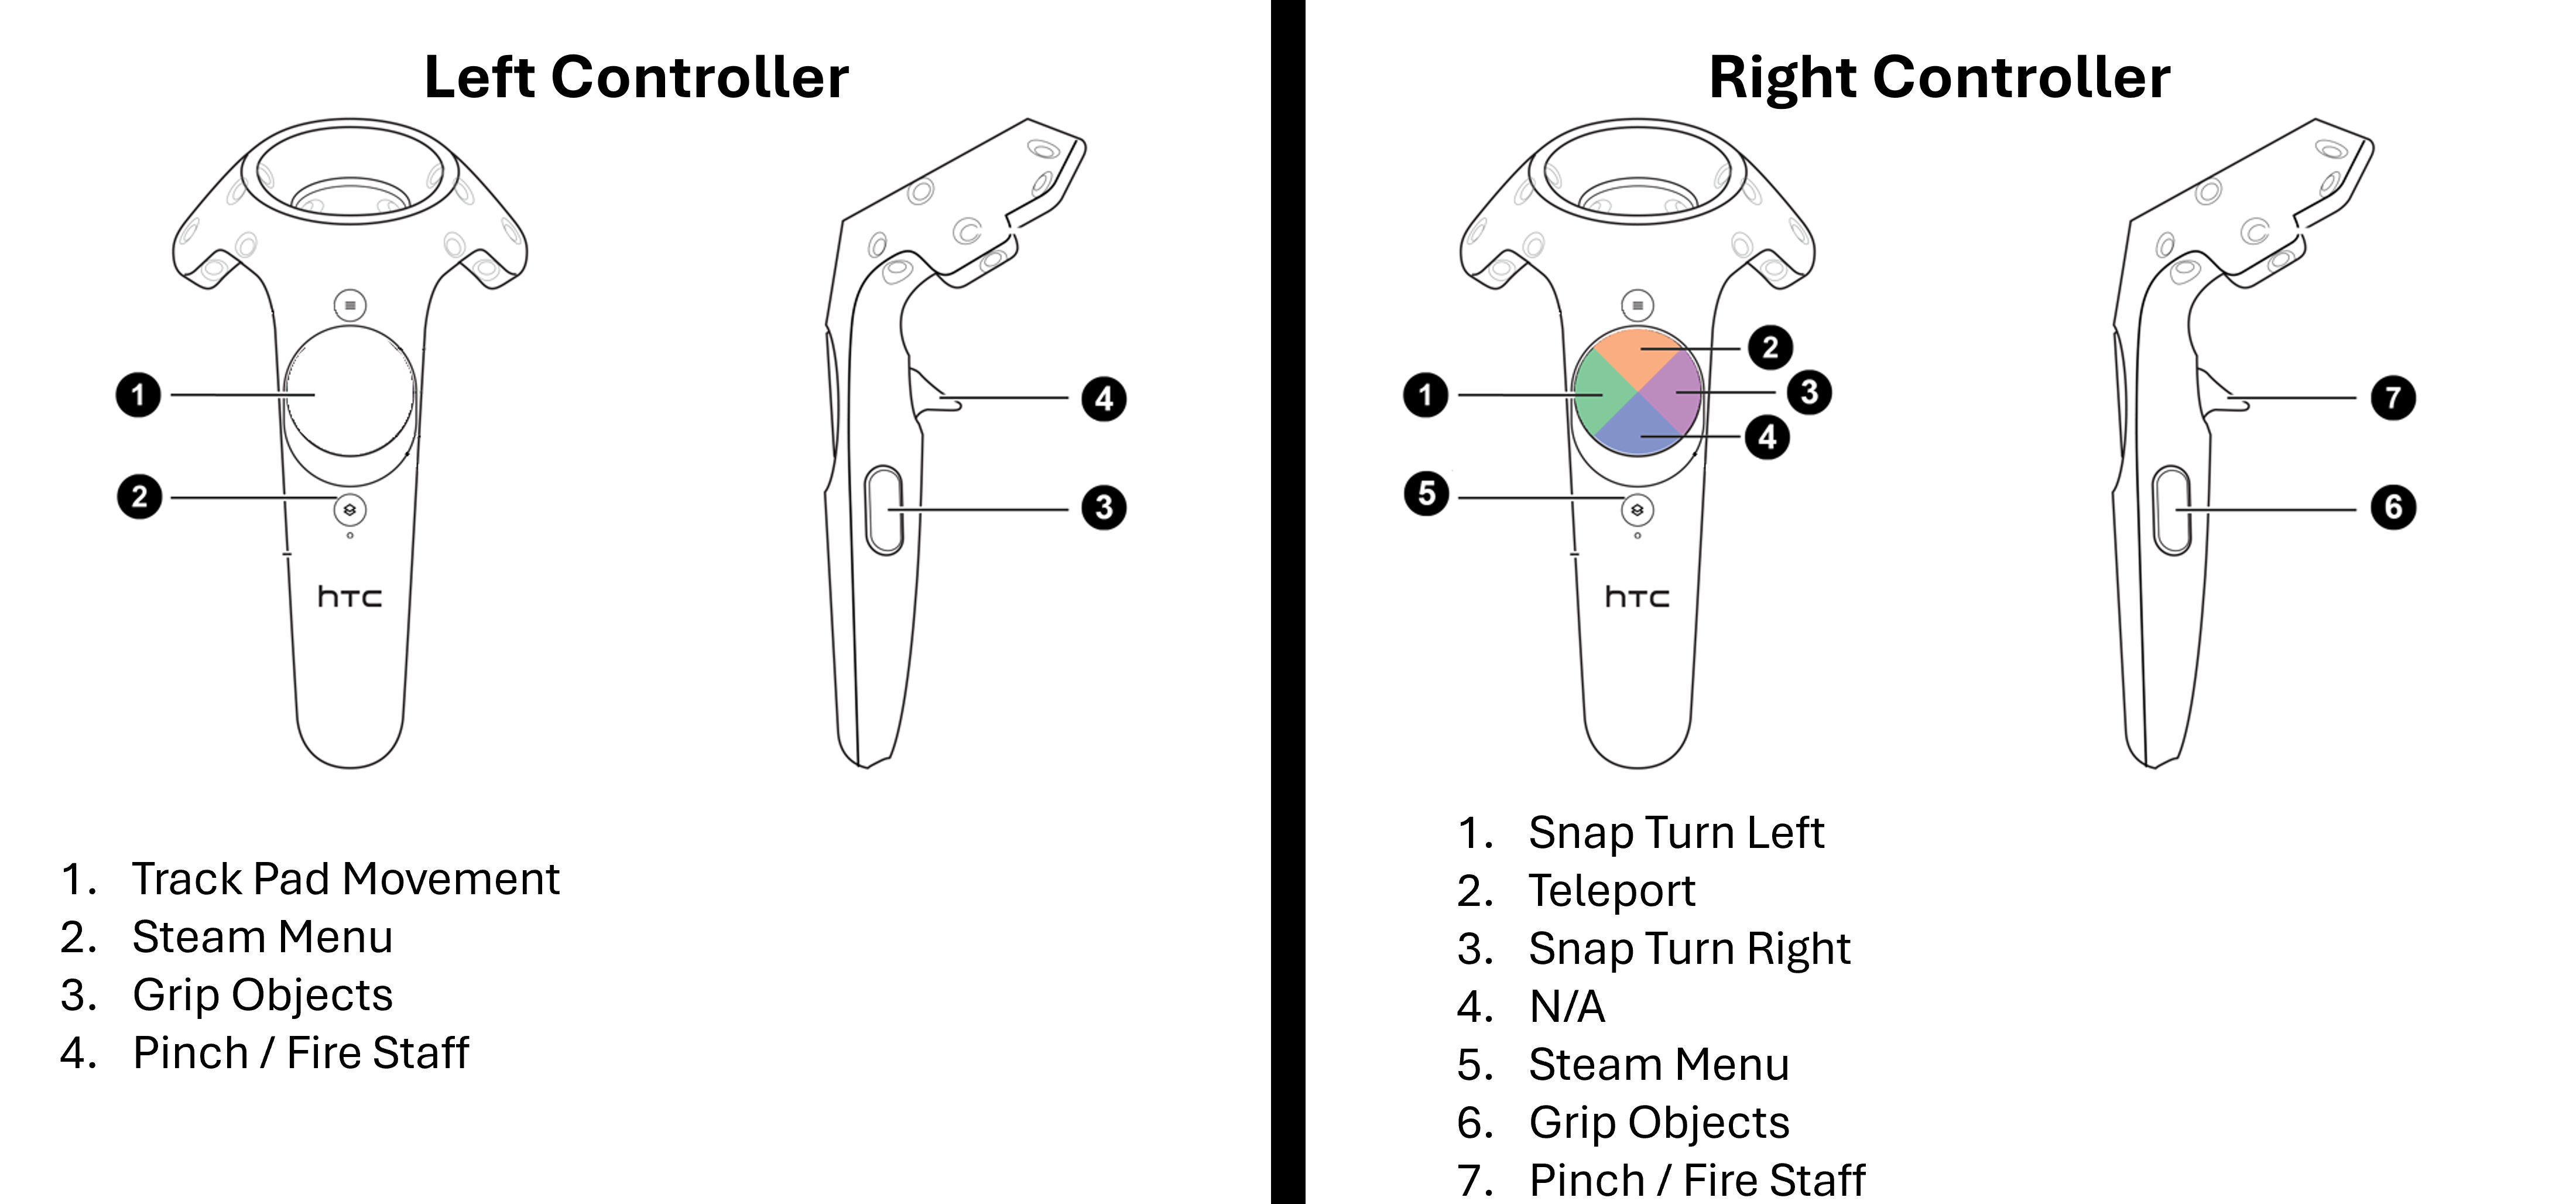 Left Controller
1
2
4
3
hTC
1. Track Pad Movement
2. Steam Menu
3. Grip Objects
4. Pinch / Fire Staff
Right Controller
1
2
3
4
5
7
6
hTC
1. Snap Turn Left
2. Teleport
3. Snap Turn Right
4. N/A
5. Steam Menu
6. Grip Objects
7. Pinch / Fire Staff